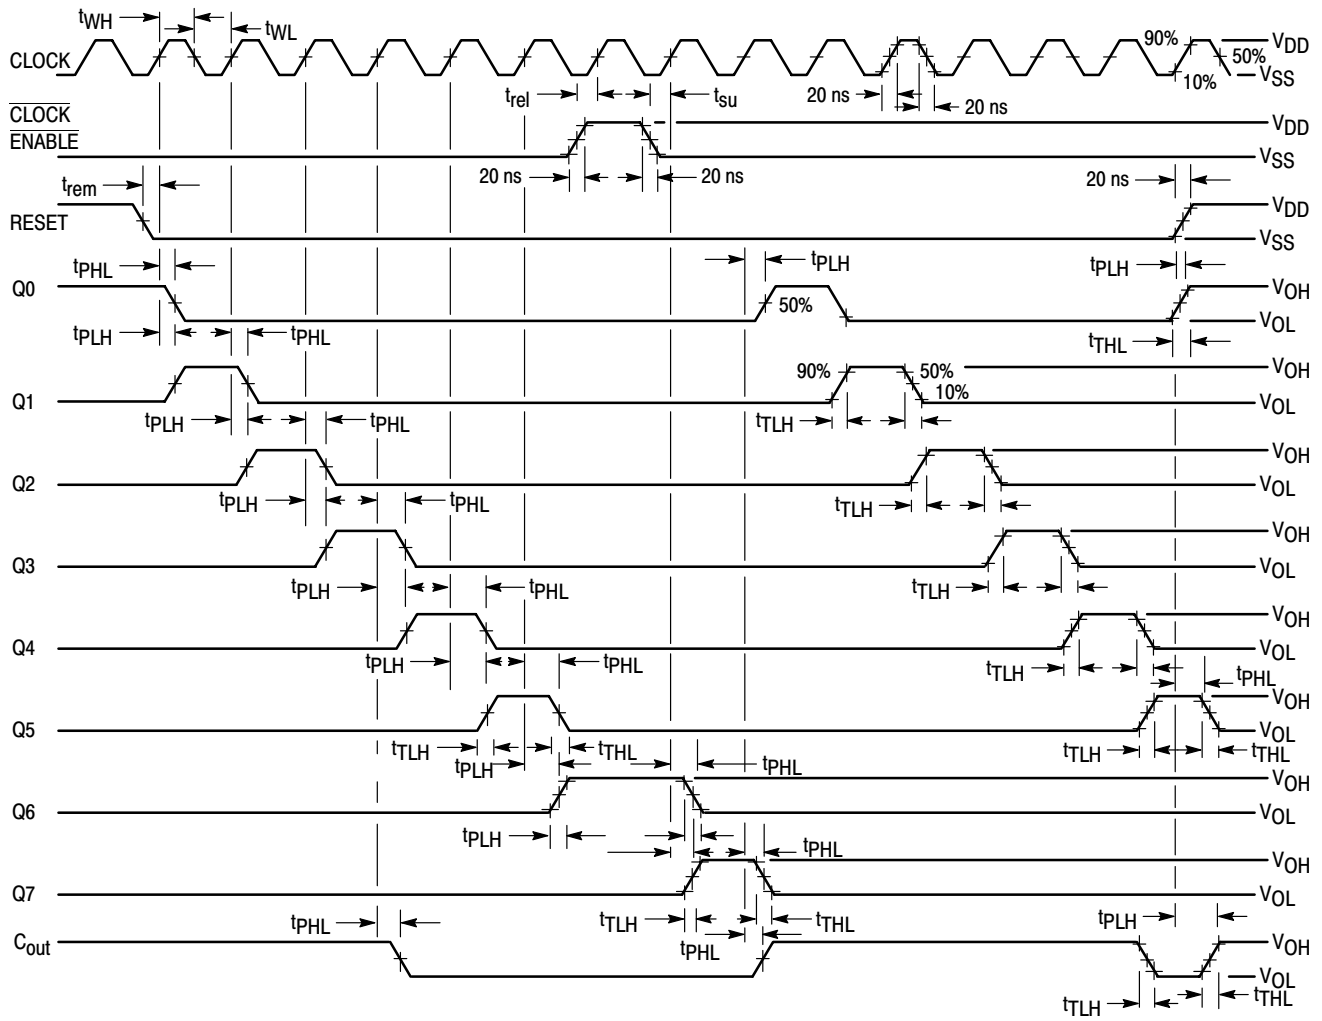 tWH
tWL
90%
VDD
CLOCK
50%
VSS
10%
trel
tsu
20 ns
20 ns
CLOCK
ENABLE
VDD
VSS
20 ns
20 ns
20 ns
trem
RESET
VDD
VSS
tPHL
tPLH
tPLH
Q0
50%
VOH
VOL
tPLH
tPHL
tTHL
90%
50%
VOH
Q1
10%
VOL
tPLH
tPHL
tTLH
Q2
VOH
VOL
tPLH
tPHL
tTLH
Q3
VOH
VOL
tPLH
tPHL
tTLH
Q4
VOH
VOL
tPLH
tPHL
tTLH
tPHL
Q5
VOH
VOL
tTLH
tTHL
tTLH
tTHL
tPLH
tPHL
Q6
VOH
VOL
tPLH
tPHL
Q7
VOH
VOL
tPHL
tTLH
tTHL
tPLH
Cout
tPHL
VOH
VOL
tTLH
tTHL